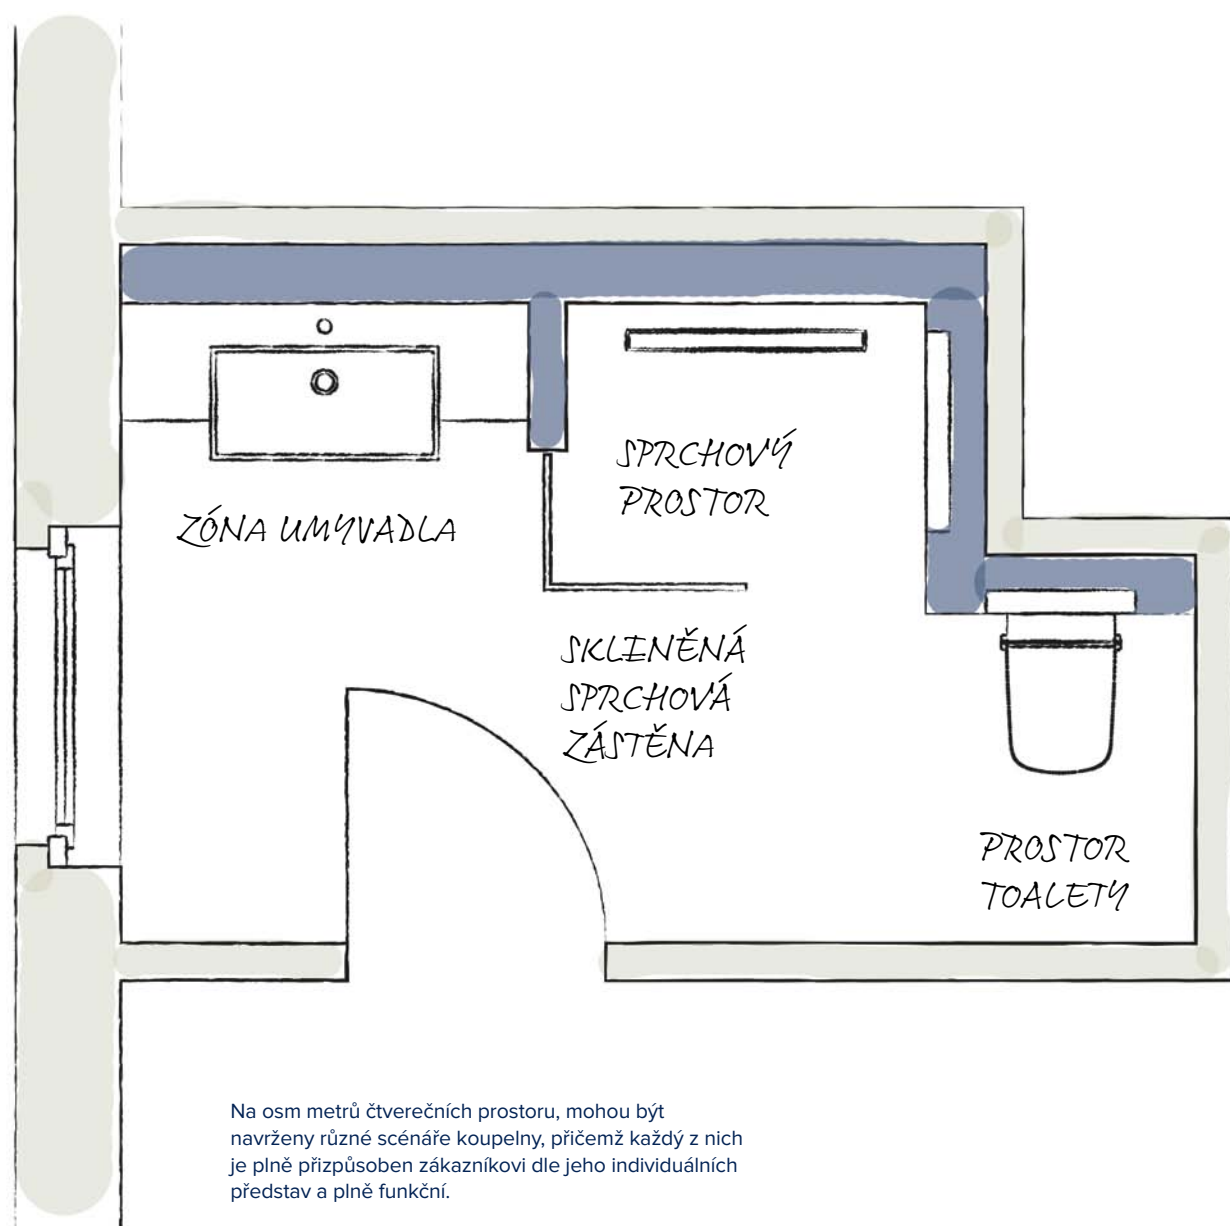 SPRCHOVÝ
PROSTOR
ZÓNA UMYVADLA
SKLINĚNÁ
SPRCHOVÁ
ZÁSTĚNA
PROSTOR
TOALETY
Na osm metrů čtverečních prostoru, mohou být
navrženy různé scénáře koupelny, přičemž každý z nich
je plně přizpůsoben zákazníkovi dle jeho individuálních
představ a plně funkční.